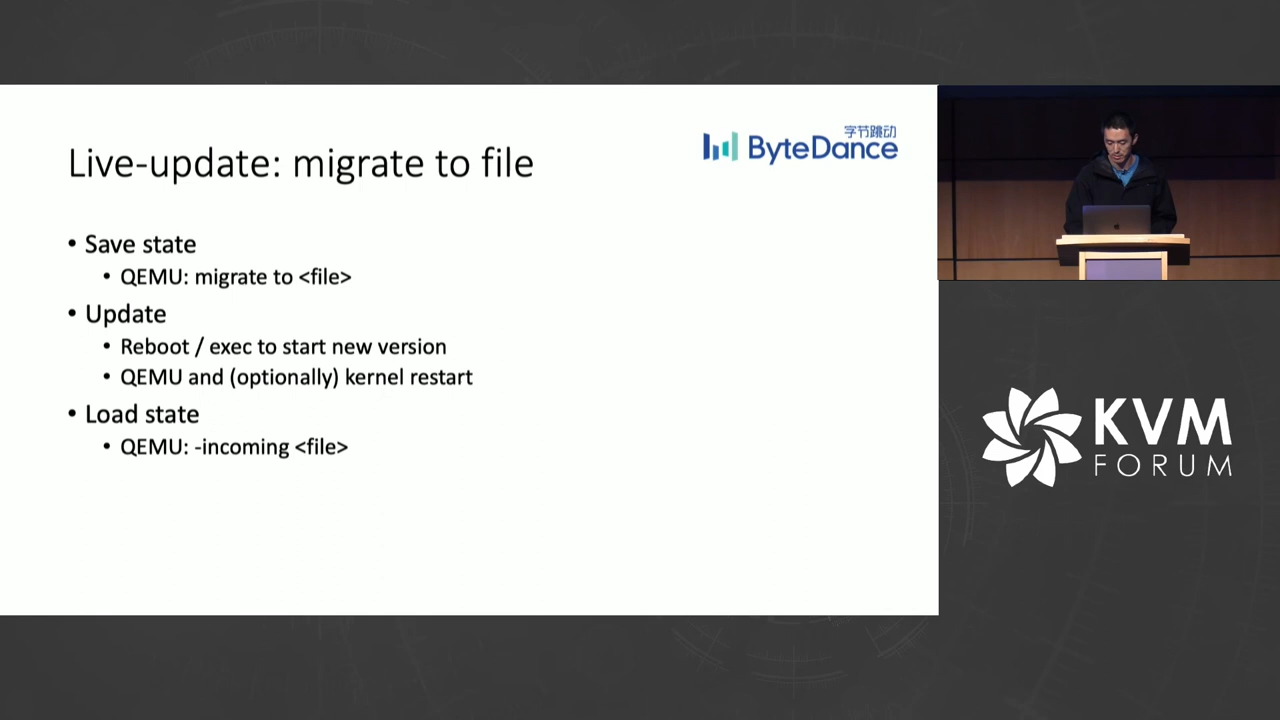 Live-update: migrate to file
字节跳动
ByteDance
• Save state
• QEMU: migrate to <file>
• Update
• Reboot / exec to start new version
• QEMU and (optionally) kernel restart
• Load state
• QEMU: -incoming <file>
KVM
FORUM